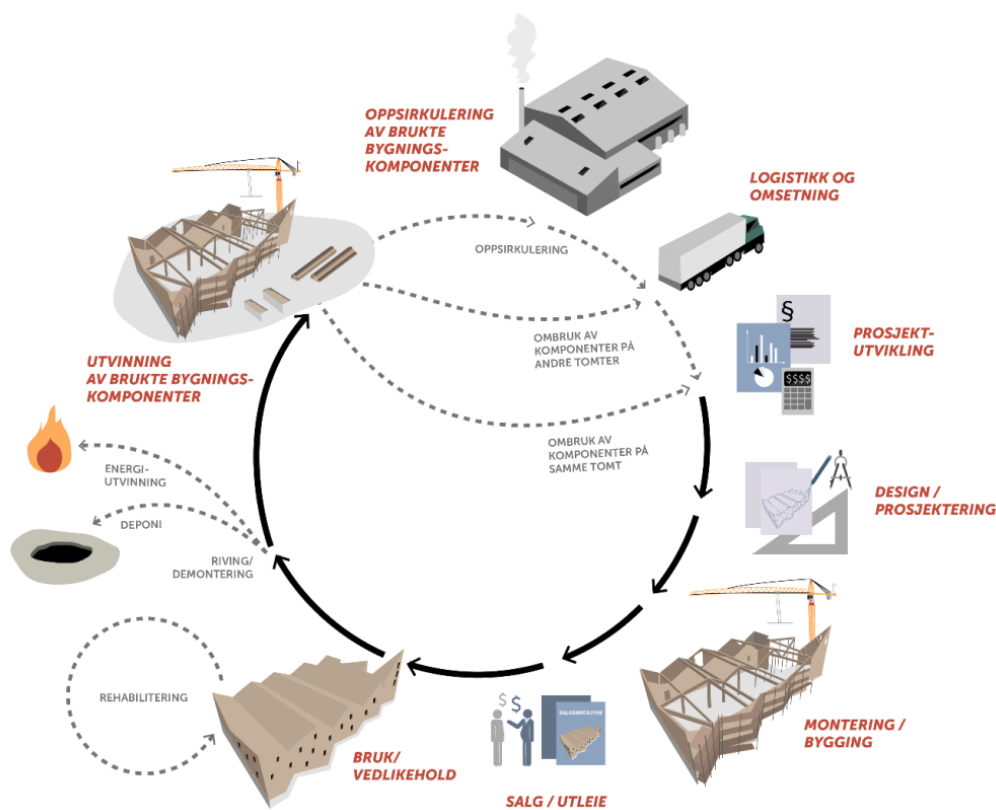 OPPSIRKULERING
AV BRUKTE
BYGNINGS-
KOMPONENTER
LOGISTIKK OG
OMSETNING
OPPSIRKULERING
§
PROSJEKT-
UTVIKLING
$$$$
OMBRUK AV
KOMPONENTER PÅ
ANDRE TOMTER
UTVINNING
AV BRUKTE BYGNINGS-
KOMPONENTER
OMBRUK AV
KOMPONENTER PÅ
SAMME TOMT
ENERGI-
UTVINNING
DESIGN /
PROSJEKTERING
DEPONI
RIVING/
DEMONTERING
REHABILITERING
$ $
SALGSBROSJYRE
MONTERING /
BYGGING
BRUK/
VEDLIKEHOLD
SALG / UTLEIE